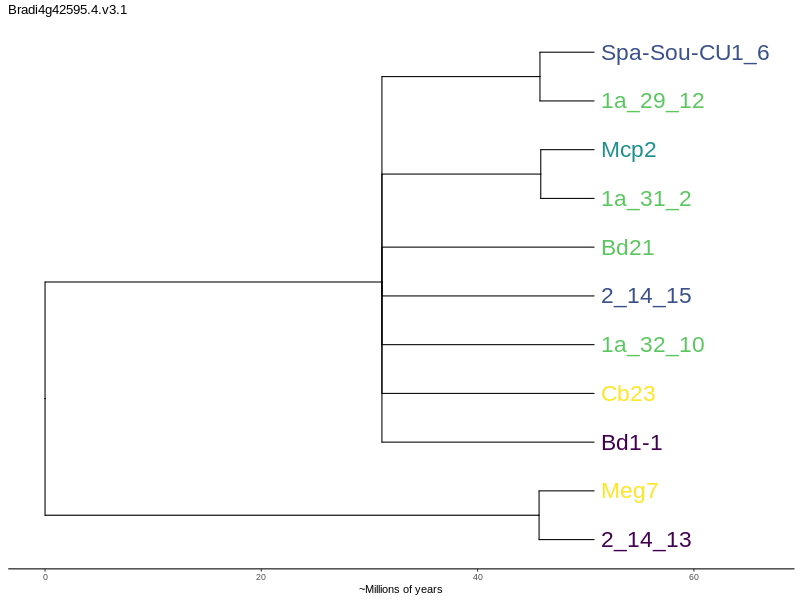 Bradi4g42595.4.v3.1
Spa-Sou-CU1_6
1a_29_12
Mcp2
1a_31_2
Bd21
2_14_15
1a_32_10
Cb23
Bd1-1
Meg7
2_14_13
0 20 40 60
~Millions of years